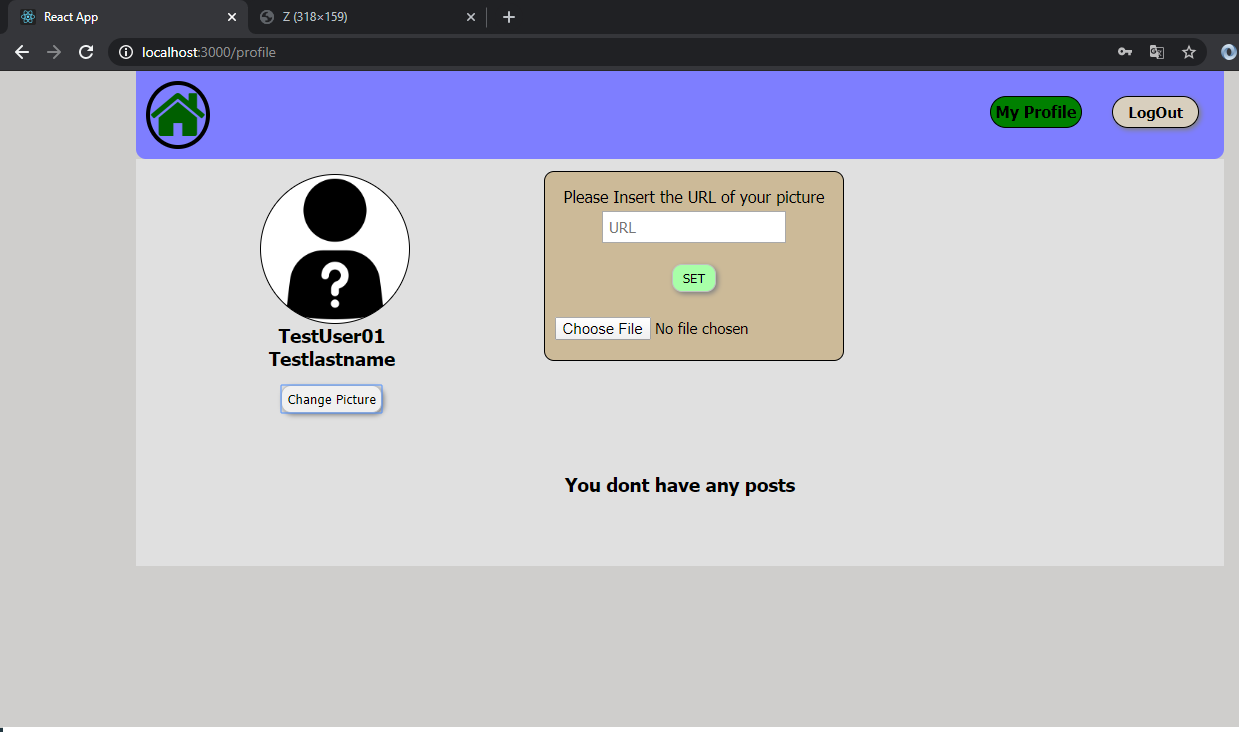 React App
Z (318×159)
localhost:3000/profile
My Profile
LogOut
Please Insert the URL of your picture
URL
SET
Choose File No file chosen
?
TestUser01
Testlastname
Change Picture
You dont have any posts